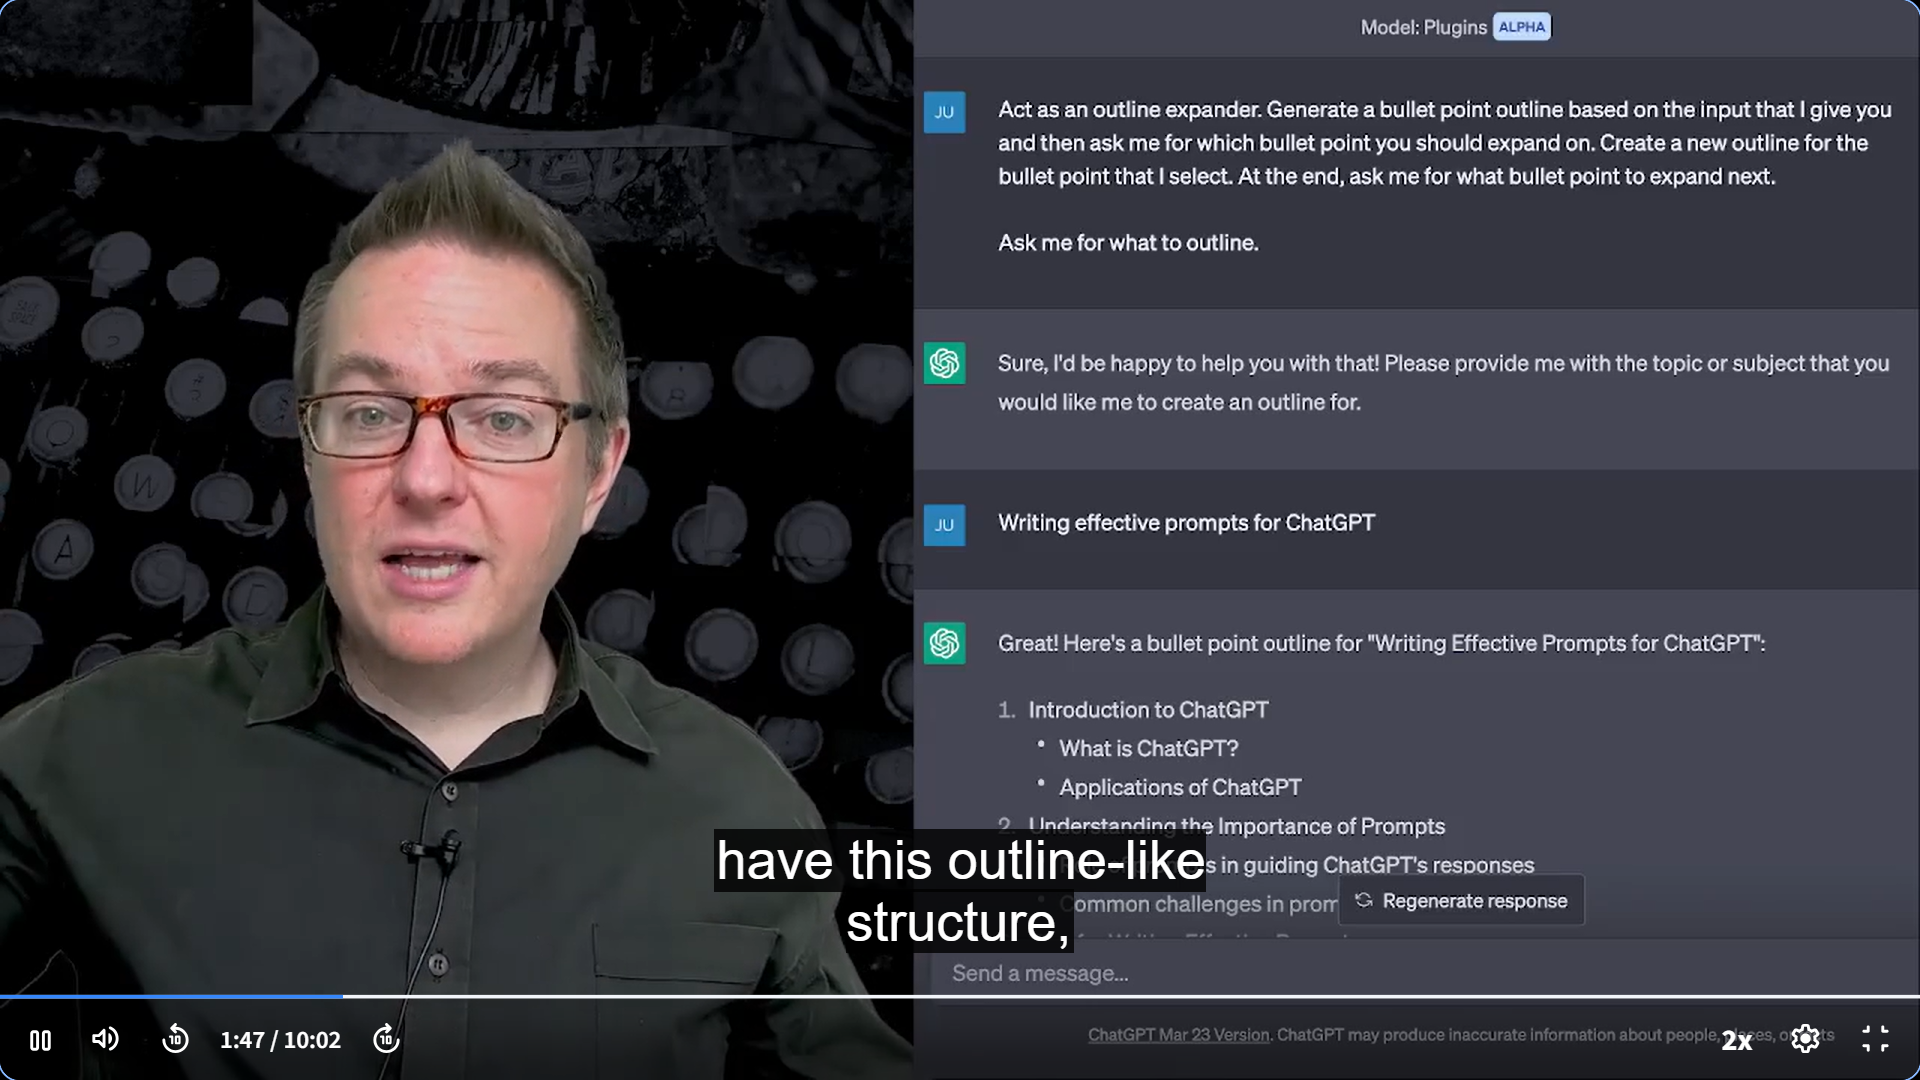 Model: Plugins ALPHA
JU
Act as an outline expander. Generate a bullet point outline based on the input that I give you
and then ask me for which bullet point you should expand on. Create a new outline for the
bullet point that I select. At the end, ask me for what bullet point to expand next.
Ask me for what to outline.
Sure, I'd be happy to help you with that! Please provide me with the topic or subject that you
would like me to create an outline for.
JU
Writing effective prompts for ChatGPT
Great! Here's a bullet point outline for "Writing Effective Prompts for ChatGPT":
1. Introduction to ChatGPT
• What is ChatGPT?
• Applications of ChatGPT
2. Understanding the Importance of Prompts
in guiding ChatGPT's responses
Common challenges in
Regenerate response
have this outline-like
structure,
Send a message...
10
1:47 / 10:02
10
ChatGPT Mar 23 Version. ChatGPT may produce inaccurate information about people,
2x
W
A
S
D